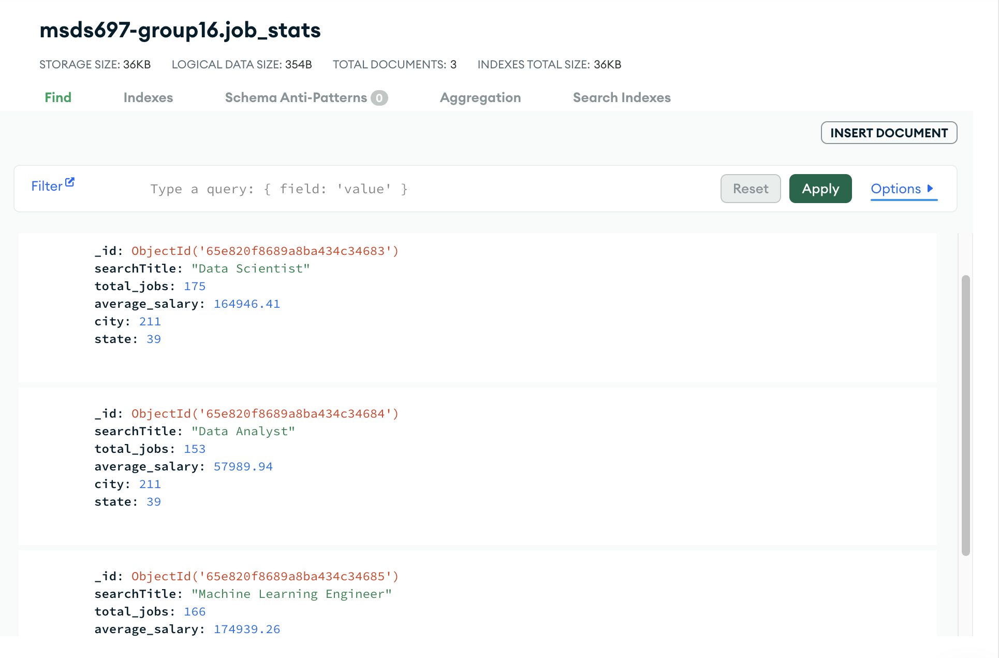 msds697-group16.job_stats
STORAGE SIZE: 36KB LOGICAL DATA SIZE: 354B TOTAL DOCUMENTS: 3 INDEXES TOTAL SIZE: 36KB
Find Indexes Schema Anti-Patterns 0 Aggregation Search Indexes
INSERT DOCUMENT
Filter Type a query: { field: 'value' } Reset Apply Options
_id: ObjectId('65e820f8689a8ba434c34683')
searchTitle: "Data Scientist"
total_jobs: 175
average_salary: 164946.41
city: 211
state: 39
_id: ObjectId('65e820f8689a8ba434c34684')
searchTitle: "Data Analyst"
total_jobs: 153
average_salary: 57989.94
city: 211
state: 39
_id: ObjectId('65e820f8689a8ba434c34685')
searchTitle: "Machine Learning Engineer"
total_jobs: 166
average_salary: 174939.26